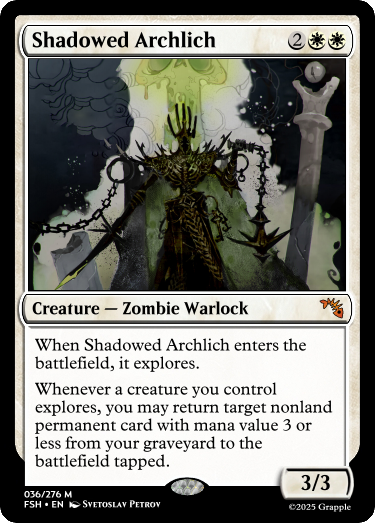 Shadowed Archlich 2
Creature — Zombie Warlock
When Shadowed Archlich enters the
battlefield, it explores.
Whenever a creature you control
explores, you may return target nonland
permanent card with mana value 3 or
less from your graveyard to the
battlefield tapped.
3/3
036/276 M
FSH • EN Svetoslav Petrov
©2025 Grapple